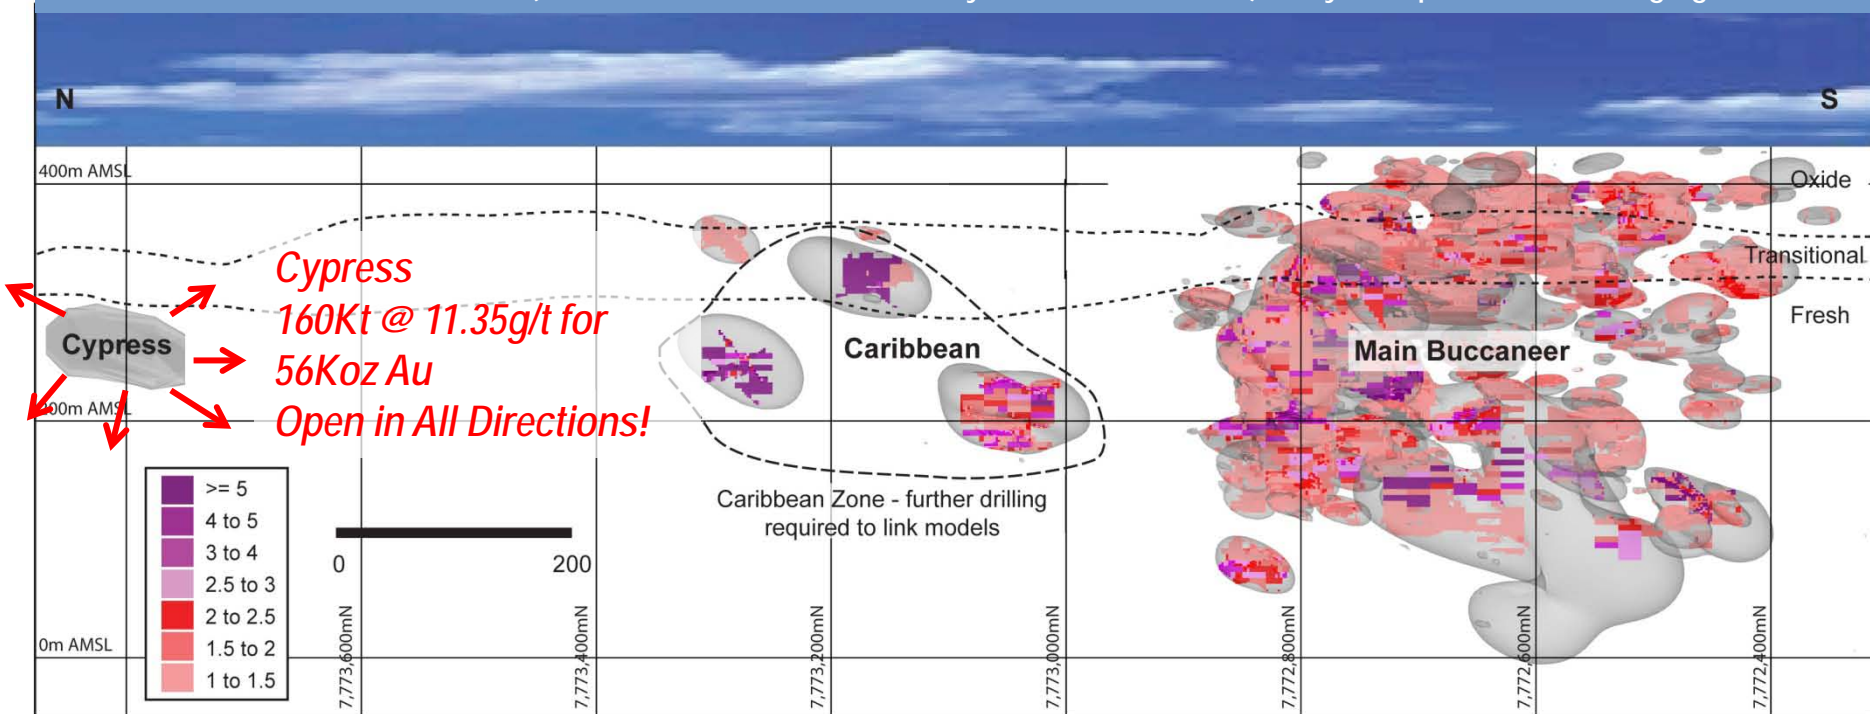 N
S
400m AMSL
Oxide
Transitional
Fresh
Cypress
Cypress
160Kt @ 11.35g/t for
56Koz Au
Open in All Directions!
Caribbean
Main Buccaneer
200m AMSL
Caribbean Zone - further drilling
required to link models
>= 5
4 to 5
3 to 4
2.5 to 3
2 to 2.5
1.5 to 2
1 to 1.5
0
200
0m AMSL
7,773,600mN
7,773,400mN
7,773,200mN
7,773,000mN
7,772,800mN
7,772,600mN
7,772,400mN